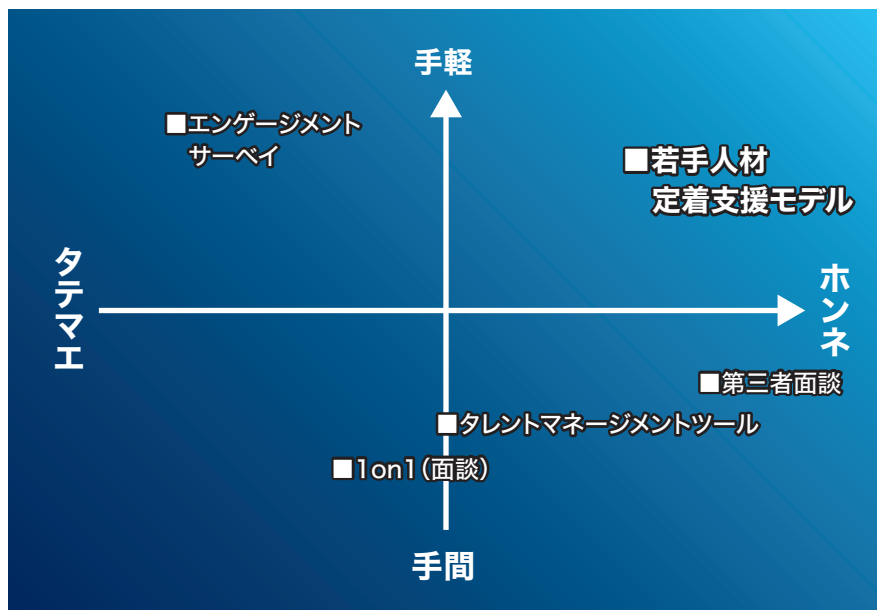 手軽
■エンゲージメント
サーベイ
■若手人材
定着支援モデル
タテマエ
ホンネ
■第三者面談
■タレントマネージメントツール
■1on1(面談)
手間